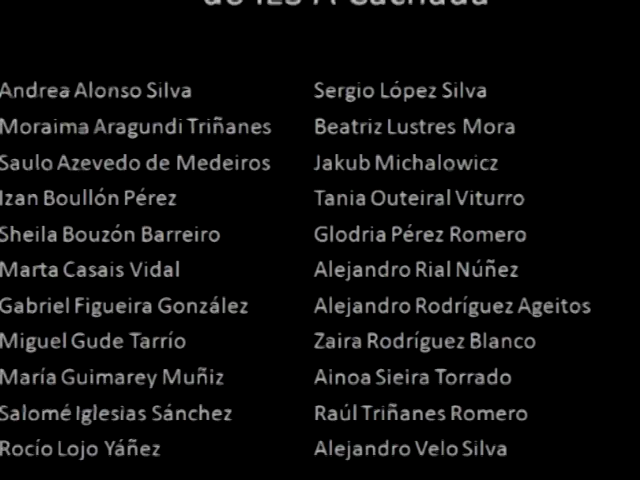 de IES A Cachada
Andrea Alonso Silva
Moraima Aragundi Triñanes
Saulo Azevedo de Medeiros
Izan Boullón Pérez
Sheila Bouzón Barreiro
Marta Casais Vidal
Gabriel Figueira González
Miguel Gude Tarrío
María Guimarey Muñiz
Salomé Iglesias Sánchez
Rocío Lojo Yáñez
Sergio López Silva
Beatriz Lustres Mora
Jakub Michalowicz
Tania Outeiral Viturro
Glodria Pérez Romero
Alejandro Rial Núñez
Alejandro Rodríguez Ageitos
Zaira Rodríguez Blanco
Ainoa Sieira Torrado
Raúl Triñanes Romero
Alejandro Velo Silva